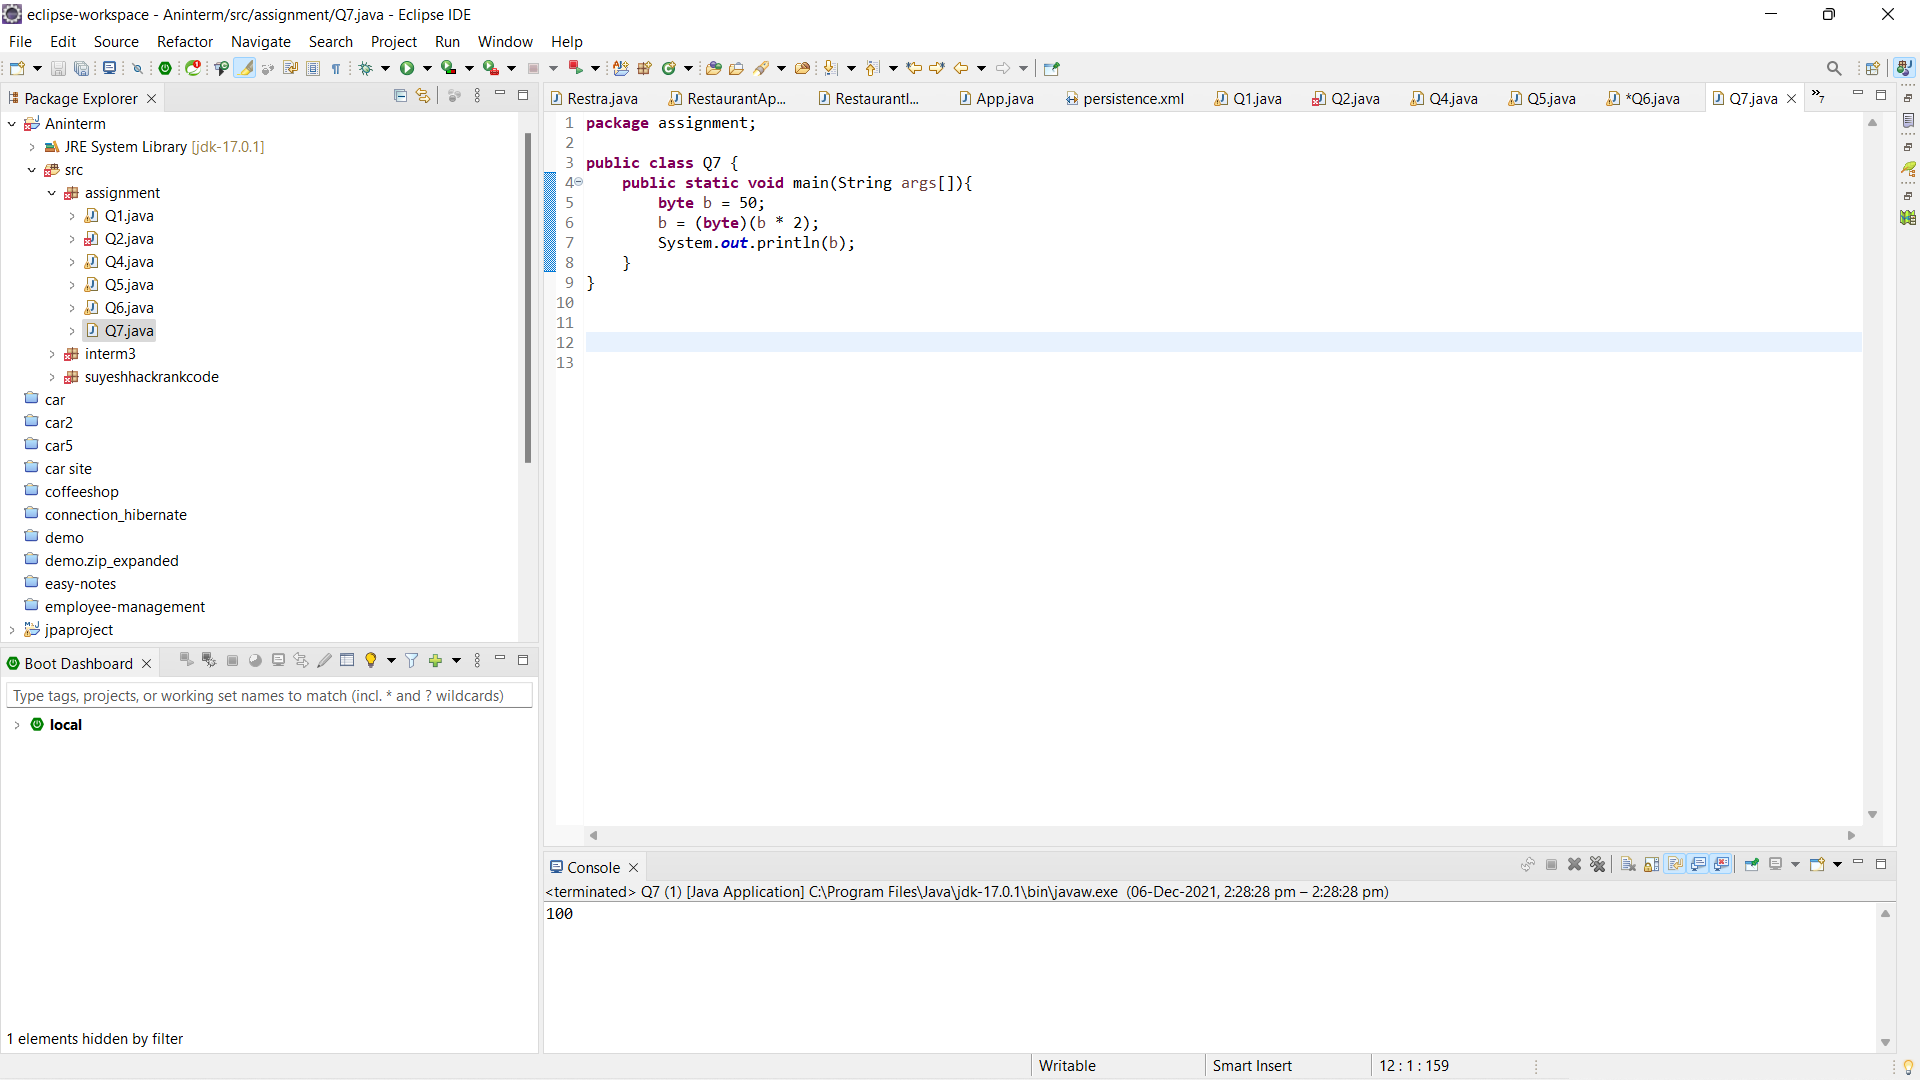 eclipse-workspace - Aninterm/src/assignment/Q7.java - Eclipse IDE
File Edit Source Refactor Navigate Search Project Run Window Help
Package Explorer
Aninterm
JRE System Library [jdk-17.0.1]
src
assignment
Q1.java
Q2.java
Q4.java
Q5.java
Q6.java
Q7.java
interm3
suyeshhackrankcode
car
car2
car5
car site
coffeeshop
connection_hibernate
demo
demo.zip_expanded
easy-notes
employee-management
jpaproject
Boot Dashboard
Type tags, projects, or working set names to match (incl. * and ? wildcards)
local
1 elements hidden by filter
Restra.java RestaurantAp... RestaurantI... App.java persistence.xml Q1.java Q2.java Q4.java Q5.java *Q6.java Q7.java »7
1 package assignment;
2
3 public class Q7 {
4 public static void main(String args[]){
5 byte b = 50;
6 b = (byte)(b * 2);
7 System.out.println(b);
8 }
9 }
10
11
12
13
Console
<terminated> Q7 (1) [Java Application] C:\Program Files\Java\jdk-17.0.1\bin\javaw.exe (06-Dec-2021, 2:28:28 pm – 2:28:28 pm)
100
Writable Smart Insert 12 : 1 : 159